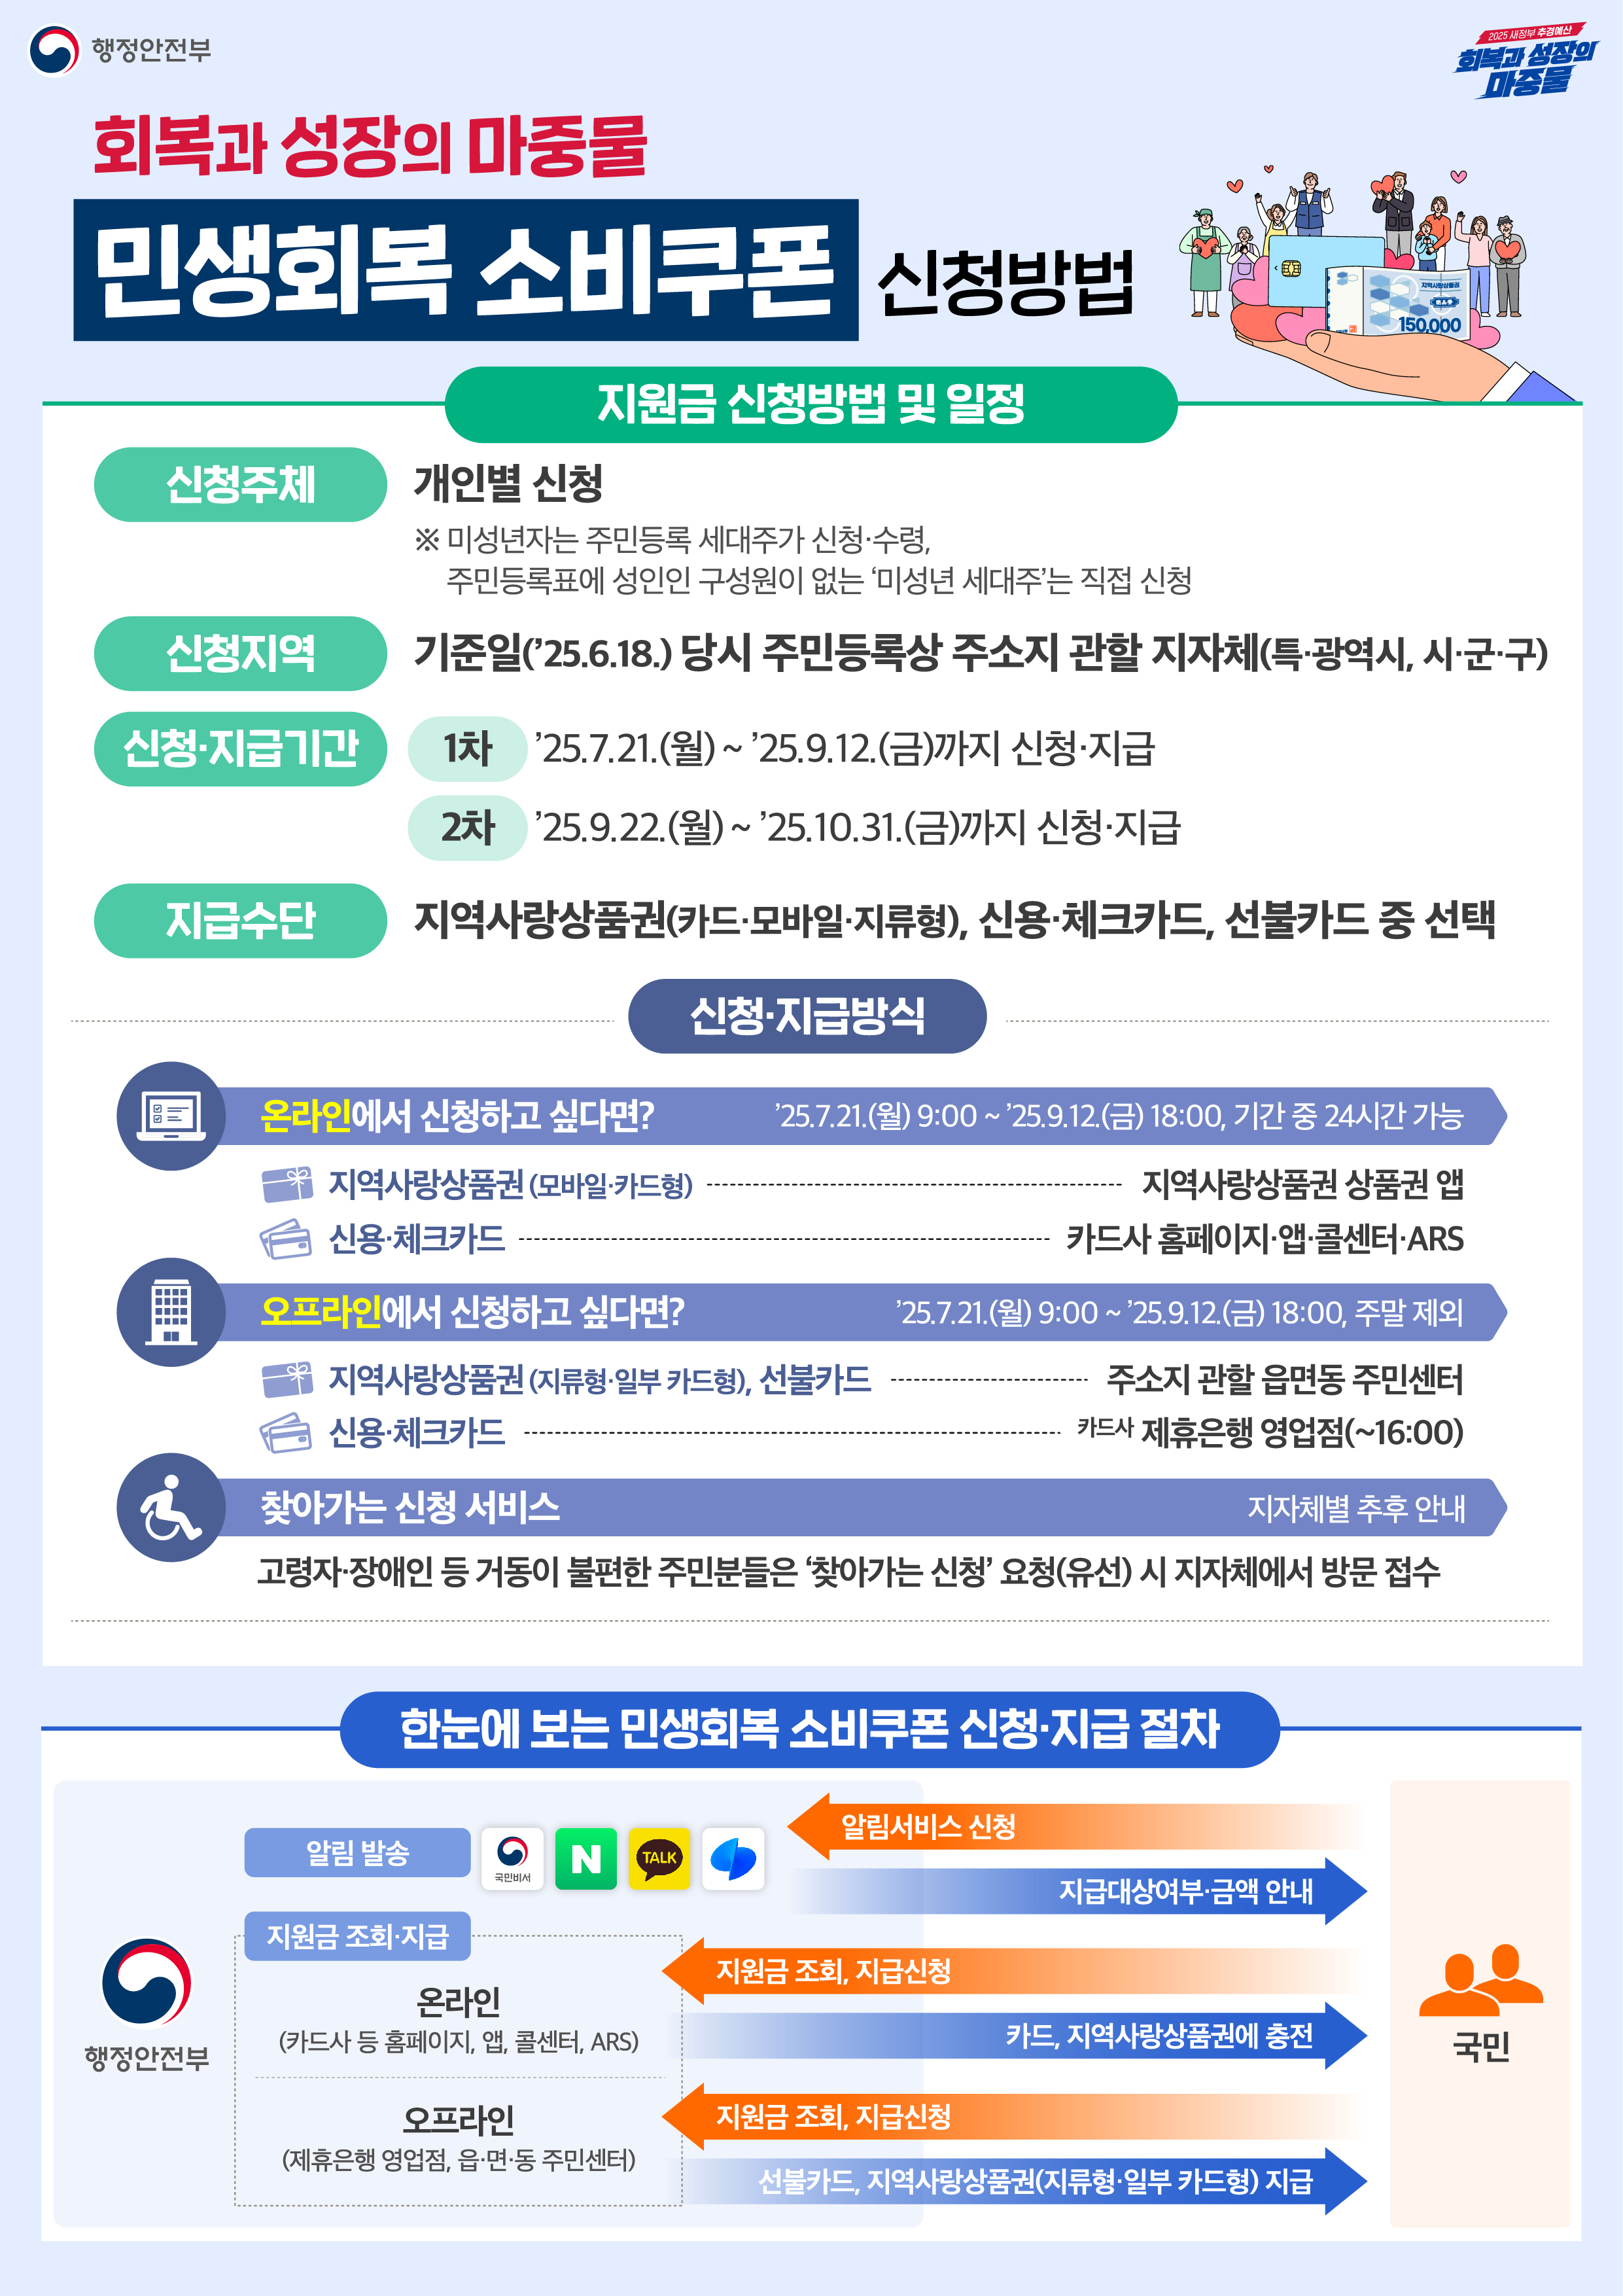 행정안전부
2025 새정부 추경예산
회복과 성장의
마중물
회복과 성장의 마중물
민생회복 소비쿠폰 신청방법
지역사랑상품권
150,000
지원금 신청방법 및 일정
신청주체 개인별 신청
※ 미성년자는 주민등록 세대주가 신청·수령,
주민등록표에 성인인 구성원이 없는 ‘미성년 세대주’는 직접 신청
신청지역 기준일(’25.6.18.) 당시 주민등록상 주소지 관할 지자체(특·광역시, 시·군·구)
신청·지급기간 1차 ’25.7.21.(월) ~ ’25.9.12.(금)까지 신청·지급
2차 ’25.9.22.(월) ~ ’25.10.31.(금)까지 신청·지급
지급수단 지역사랑상품권(카드·모바일·지류형), 신용·체크카드, 선불카드 중 선택
신청·지급방식
온라인에서 신청하고 싶다면? ’25.7.21.(월) 9:00 ~ ’25.9.12.(금) 18:00, 기간 중 24시간 가능
지역사랑상품권 (모바일·카드형) 지역사랑상품권 상품권 앱
신용·체크카드 카드사 홈페이지·앱·콜센터·ARS
오프라인에서 신청하고 싶다면? ’25.7.21.(월) 9:00 ~ ’25.9.12.(금) 18:00, 주말 제외
지역사랑상품권 (지류형·일부 카드형), 선불카드 주소지 관할 읍면동 주민센터
신용·체크카드 카드사 제휴은행 영업점(~16:00)
찾아가는 신청 서비스 지자체별 추후 안내
고령자·장애인 등 거동이 불편한 주민분들은 ‘찾아가는 신청’ 요청(유선) 시 지자체에서 방문 접수
한눈에 보는 민생회복 소비쿠폰 신청·지급 절차
알림 발송
국민비서
N
TALK
알림서비스 신청
지급대상여부·금액 안내
지원금 조회·지급
행정안전부
온라인
(카드사 등 홈페이지, 앱, 콜센터, ARS)
지원금 조회, 지급신청
카드, 지역사랑상품권에 충전
오프라인
(제휴은행 영업점, 읍·면·동 주민센터)
지원금 조회, 지급신청
선불카드, 지역사랑상품권(지류형·일부 카드형) 지급
국민